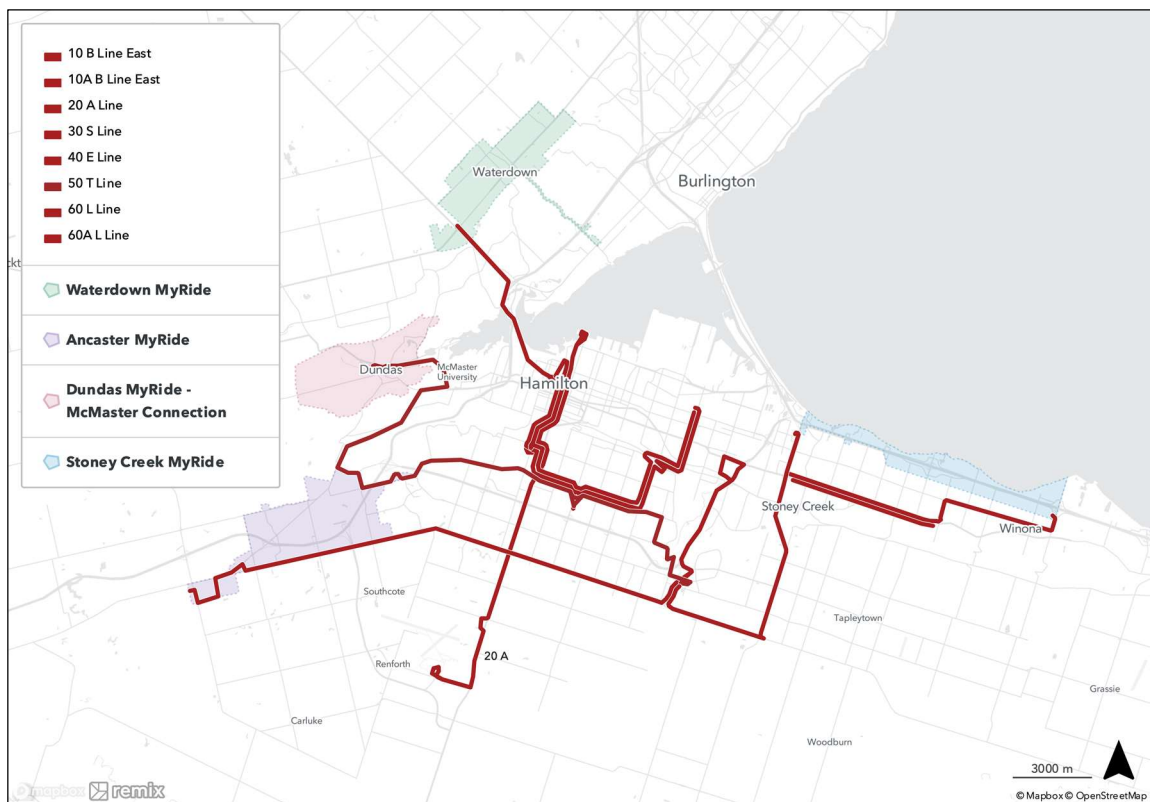 10 B Line East
10A B Line East
20 A Line
30 S Line
40 E Line
50 T Line
60 L Line
60A L Line
Waterdown MyRide
Ancaster MyRide
Dundas MyRide -
McMaster Connection
Stoney Creek MyRide
ckt
Waterdown
Burlington
Dundas
McMaster
University
Hamilton
Stoney Creek
Winona
Southcote
Tapleytown
20 A
Renforth
Grassie
Carluke
Woodburn
3000 m
mapbox remix
© Mapbox © OpenStreetMap